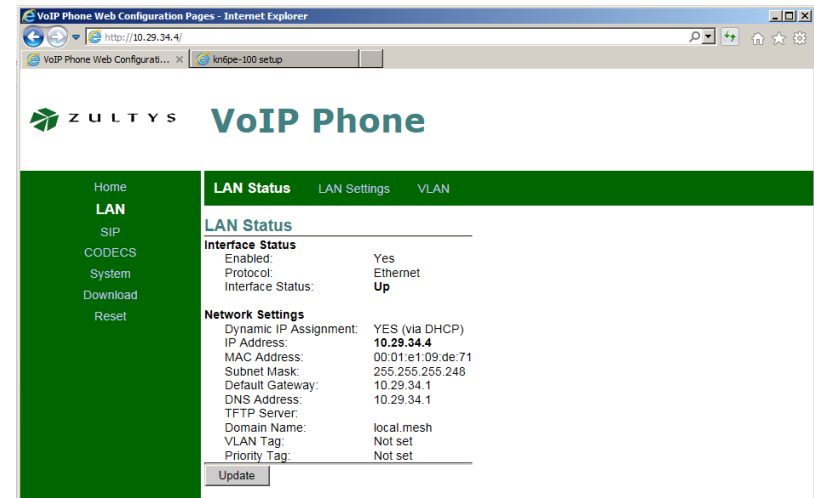 VoIP Phone Web Configuration Pages - Internet Explorer
http://10.29.34.4/
VoIP Phone Web Configurati...
kn6pe-100 setup
ZULTYS
VoIP Phone
Home
LAN
SIP
CODECS
System
Download
Reset
LAN Status LAN Settings VLAN
LAN Status
Interface Status
Enabled: Yes
Protocol: Ethernet
Interface Status: Up
Network Settings
Dynamic IP Assignment: YES (via DHCP)
IP Address: 10.29.34.4
MAC Address: 00:01:e1:09:de:71
Subnet Mask: 255.255.255.248
Default Gateway: 10.29.34.1
DNS Address: 10.29.34.1
TFTP Server:
Domain Name: local.mesh
VLAN Tag: Not set
Priority Tag: Not set
Update